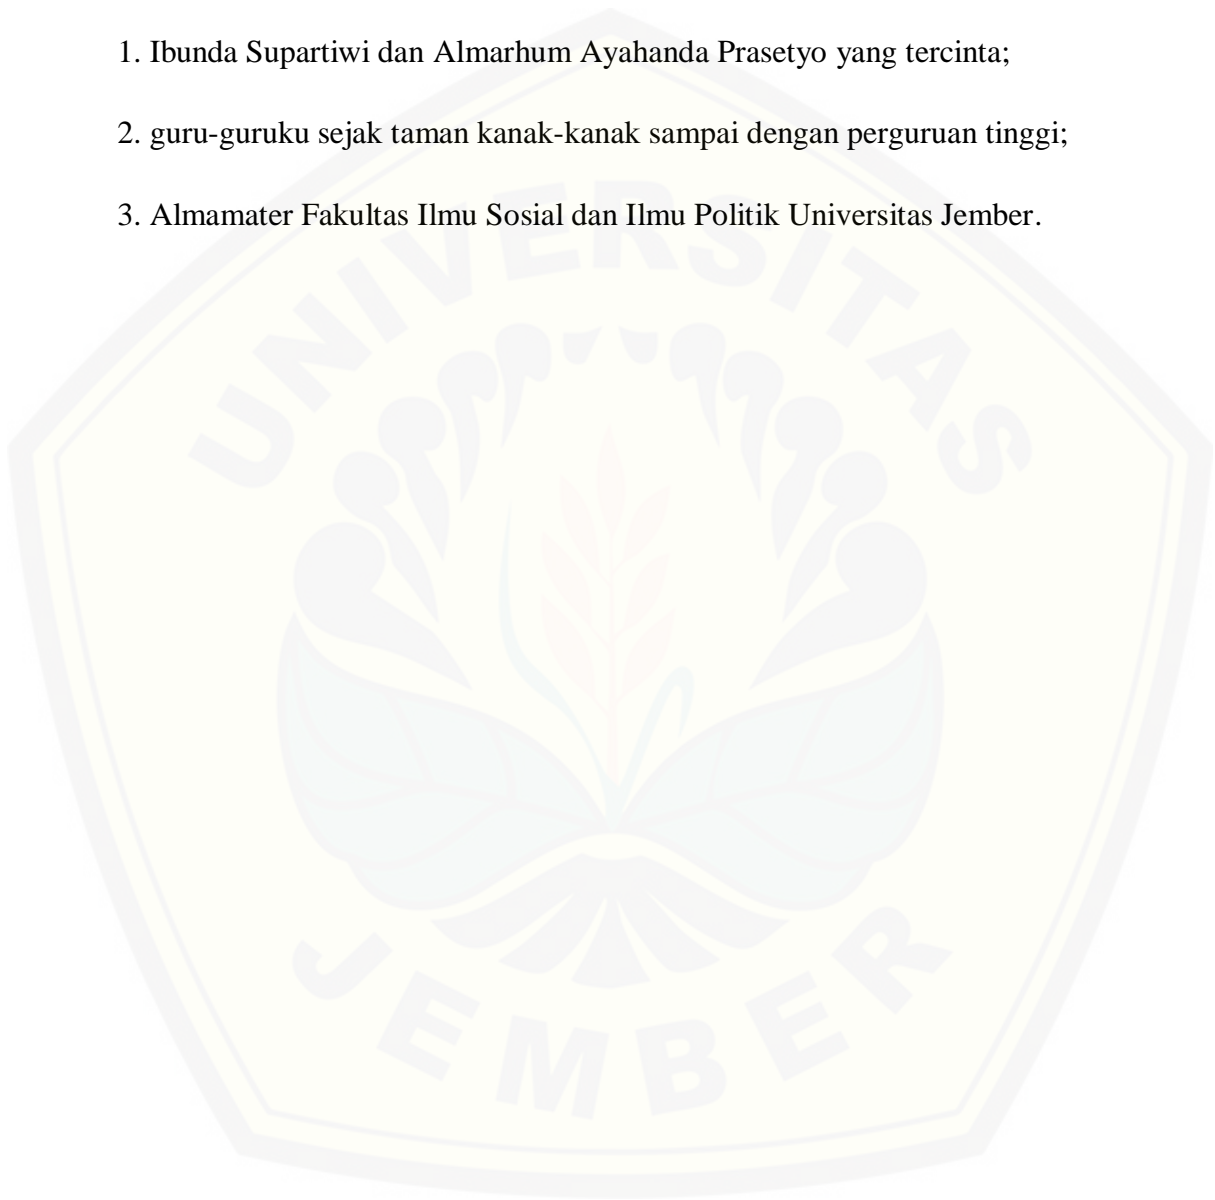 1. Ibunda Supartiwi dan Almarhum Ayahanda Prasetyo yang tercinta;
2. guru-guruku sejak taman kanak-kanak sampai dengan perguruan tinggi;
3. Almamater Fakultas Ilmu Sosial dan Ilmu Politik Universitas Jember.
UNIVERSITAS
JEMBER